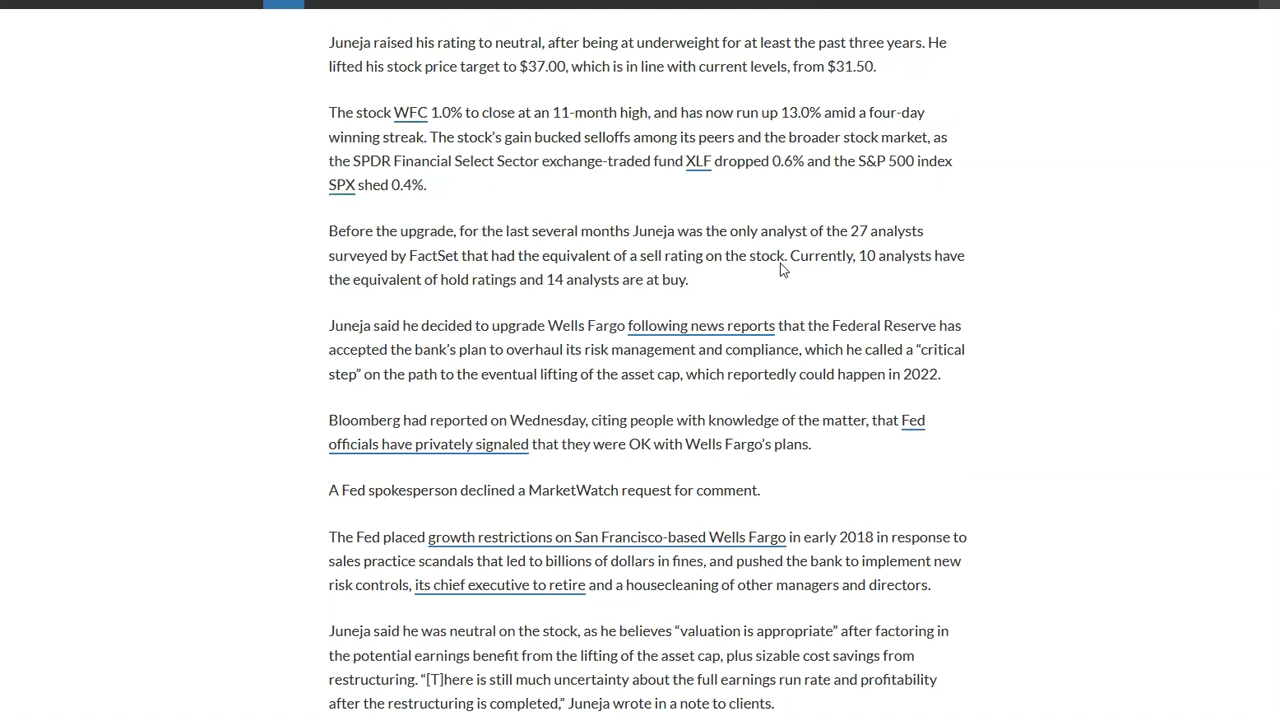 Juneja raised his rating to neutral, after being at underweight for at least the past three years. He
lifted his stock price target to $37.00, which is in line with current levels, from $31.50.
The stock WFC 1.0% to close at an 11-month high, and has now run up 13.0% amid a four-day
winning streak. The stock’s gain bucked selloffs among its peers and the broader stock market, as
the SPDR Financial Select Sector exchange-traded fund XLF dropped 0.6% and the S&P 500 index
SPX shed 0.4%.
Before the upgrade, for the last several months Juneja was the only analyst of the 27 analysts
surveyed by FactSet that had the equivalent of a sell rating on the stock. Currently, 10 analysts have
the equivalent of hold ratings and 14 analysts are at buy.
Juneja said he decided to upgrade Wells Fargo following news reports that the Federal Reserve has
accepted the bank’s plan to overhaul its risk management and compliance, which he called a “critical
step” on the path to the eventual lifting of the asset cap, which reportedly could happen in 2022.
Bloomberg had reported on Wednesday, citing people with knowledge of the matter, that Fed
officials have privately signaled that they were OK with Wells Fargo’s plans.
A Fed spokesperson declined a MarketWatch request for comment.
The Fed placed growth restrictions on San Francisco-based Wells Fargo in early 2018 in response to
sales practice scandals that led to billions of dollars in fines, and pushed the bank to implement new
risk controls, its chief executive to retire and a housecleaning of other managers and directors.
Juneja said he was neutral on the stock, as he believes “valuation is appropriate” after factoring in
the potential earnings benefit from the lifting of the asset cap, plus sizable cost savings from
restructuring. “[T]here is still much uncertainty about the full earnings run rate and profitability
after the restructuring is completed,” Juneja wrote in a note to clients.